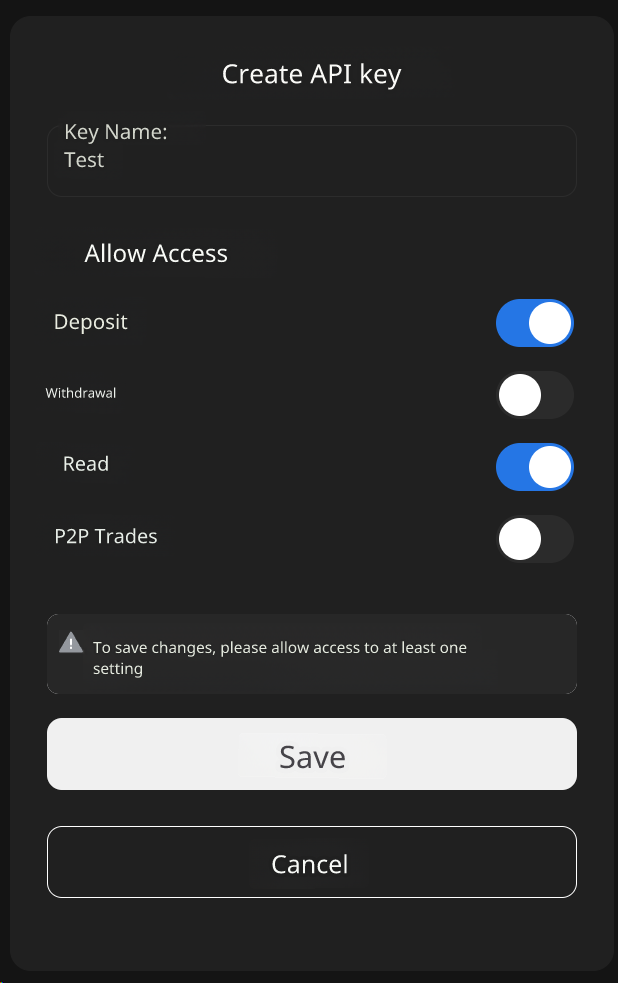 Create API key
Key Name:
Test
Allow Access
Deposit
Withdrawal
Read
P2P Trades
To save changes, please allow access to at least one
setting
Save
Cancel